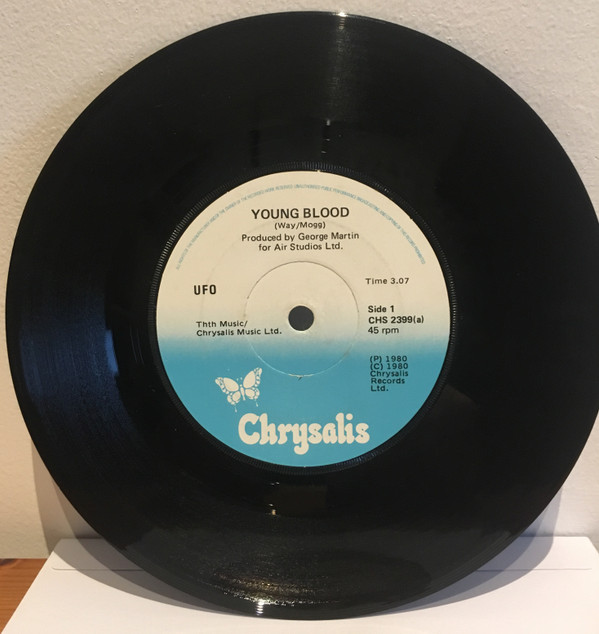 YOUNG BLOOD
(Way/Mogg)
Produced by George Martin
for Air Studios Ltd.
UFO
Time 3.07
Thth Music/
Chrysalis Music Ltd.
Side 1
CHS 2399(a)
45 rpm
(P) 1980
(C) 1980
Chrysalis
Records
Ltd.
Chrysalis